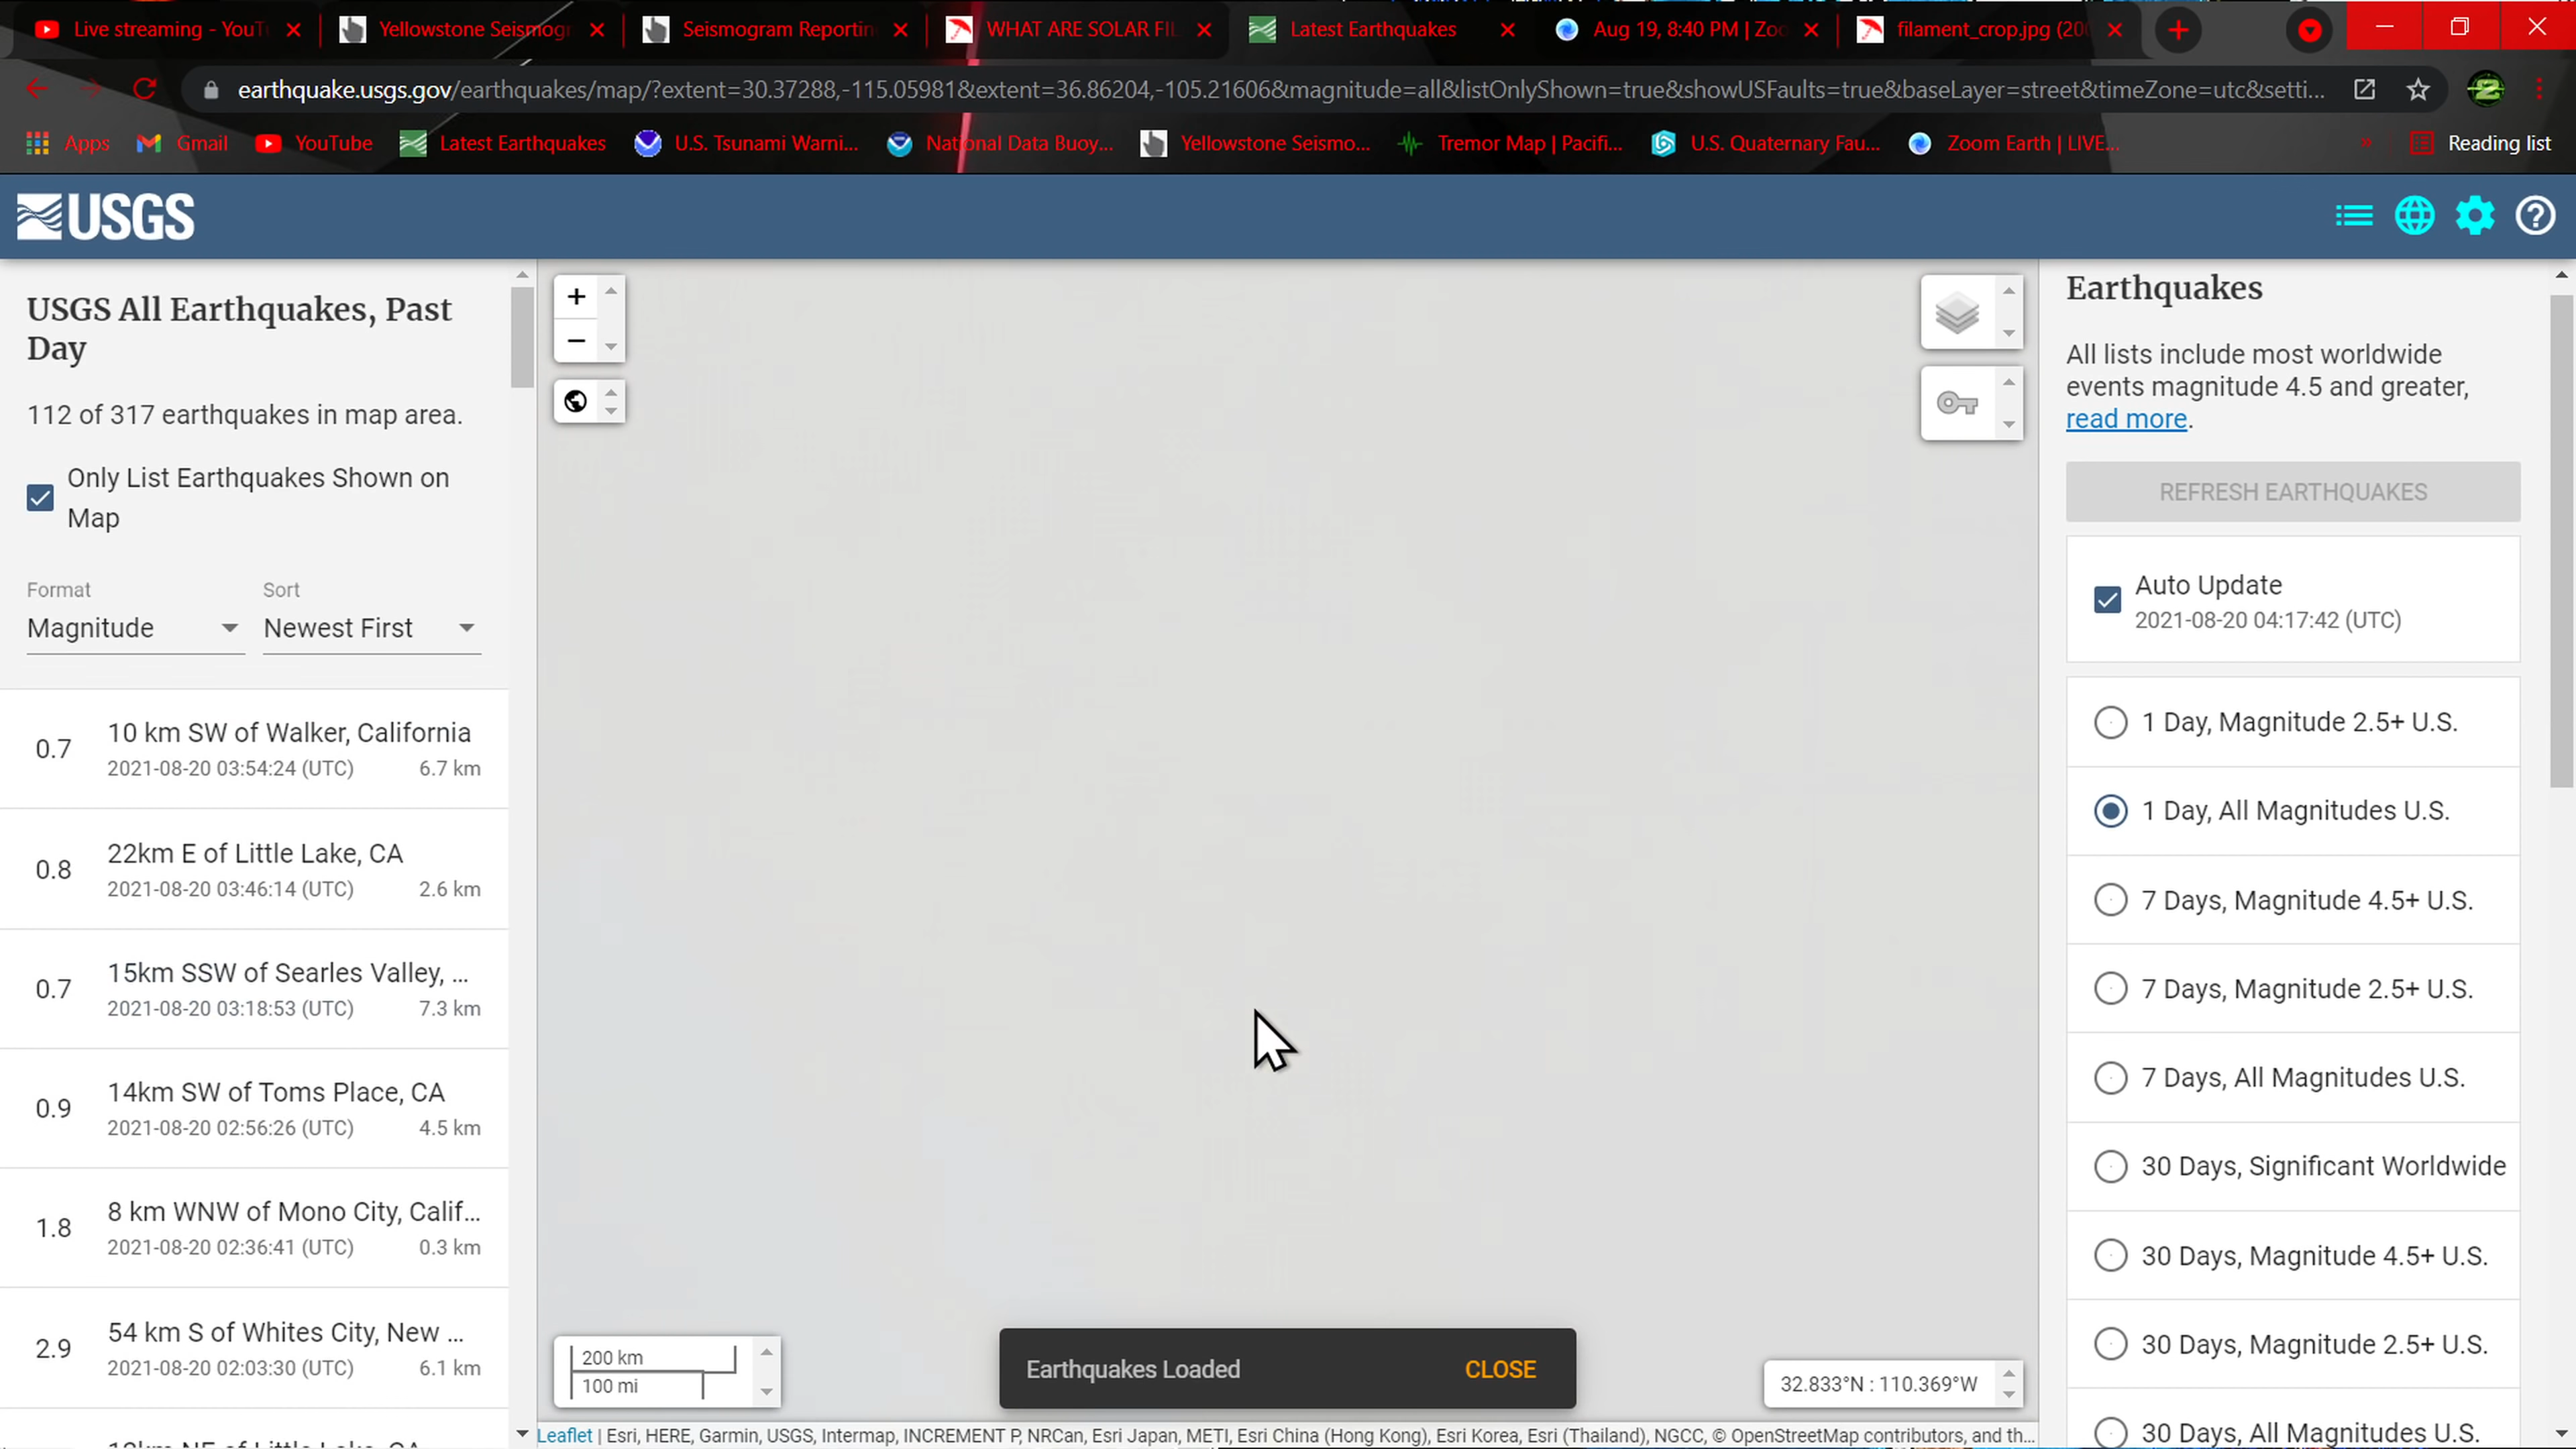 Live streaming - YouT
Yellowstone Seismogr
Seismogram Reportin
WHAT ARE SOLAR FIL
Latest Earthquakes
Aug 19, 8:40 PM | Zoo
filament_crop.jpg (20
earthquake.usgs.gov/earthquakes/map/?extent=30.37288,-115.05981&extent=36.86204,-105.21606&magnitude=all&listOnlyShown=true&showUSFaults=true&baseLayer=street&timeZone=utc&setti...
Apps
Gmail
YouTube
Latest Earthquakes
U.S. Tsunami Warni...
National Data Buoy...
Yellowstone Seismo...
Tremor Map | Pacifi...
U.S. Quaternary Fau...
Zoom Earth | LIVE...
»
Reading list
USGS
USGS All Earthquakes, Past
Day
112 of 317 earthquakes in map area.
Only List Earthquakes Shown on
Map
Format
Sort
Magnitude
Newest First
0.7
10 km SW of Walker, California
2021-08-20 03:54:24 (UTC)
6.7 km
0.8
22km E of Little Lake, CA
2021-08-20 03:46:14 (UTC)
2.6 km
0.7
15km SSW of Searles Valley, ...
2021-08-20 03:18:53 (UTC)
7.3 km
0.9
14km SW of Toms Place, CA
2021-08-20 02:56:26 (UTC)
4.5 km
1.8
8 km WNW of Mono City, Calif...
2021-08-20 02:36:41 (UTC)
0.3 km
2.9
54 km S of Whites City, New ...
2021-08-20 02:03:30 (UTC)
6.1 km
+
−
200 km
100 mi
Earthquakes Loaded
CLOSE
32.833°N : 110.369°W
Leaflet | Esri, HERE, Garmin, USGS, Intermap, INCREMENT P, NRCan, Esri Japan, METI, Esri China (Hong Kong), Esri Korea, Esri (Thailand), NGCC, © OpenStreetMap contributors, and th...
Earthquakes
All lists include most worldwide
events magnitude 4.5 and greater,
read more.
REFRESH EARTHQUAKES
Auto Update
2021-08-20 04:17:42 (UTC)
1 Day, Magnitude 2.5+ U.S.
1 Day, All Magnitudes U.S.
7 Days, Magnitude 4.5+ U.S.
7 Days, Magnitude 2.5+ U.S.
7 Days, All Magnitudes U.S.
30 Days, Significant Worldwide
30 Days, Magnitude 4.5+ U.S.
30 Days, Magnitude 2.5+ U.S.
30 Days, All Magnitudes U.S.